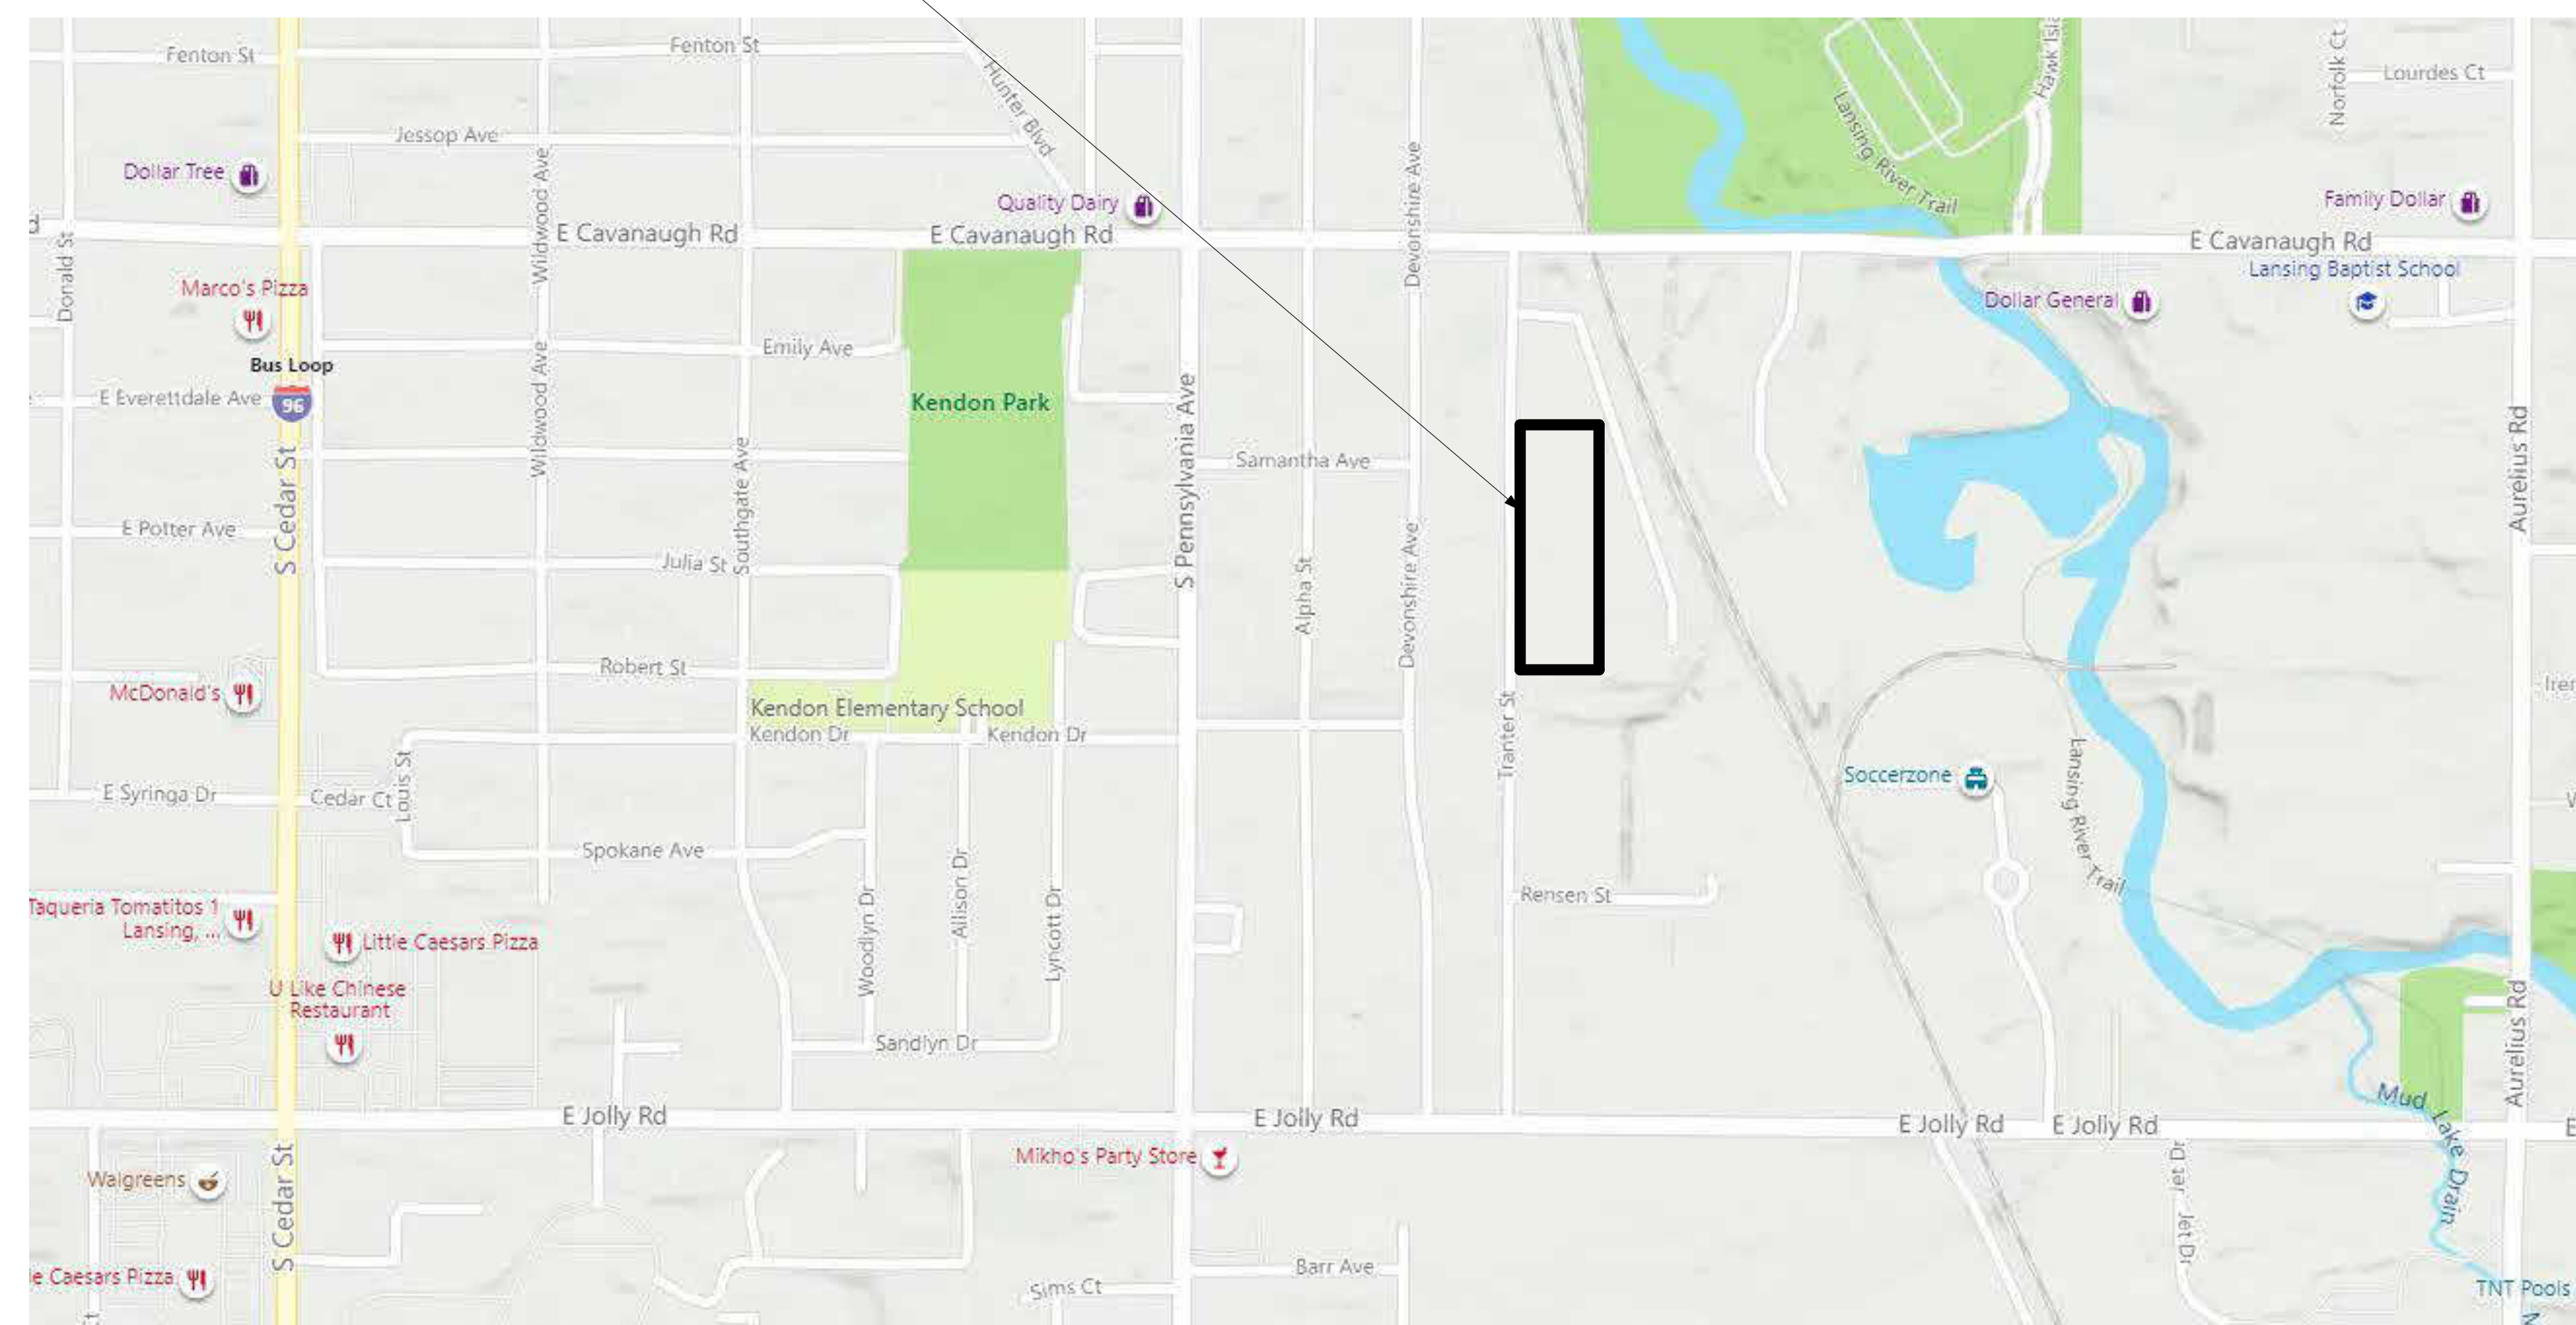 Fenton St
Fenton St
Hunter Blvd
Hawk Isl
Norfolk Ct
Lourdes Ct
Jessop Ave
Lansing River Trail
Dollar Tree
Wildwood Ave
Devonshire Ave
Quality Dairy
Family Dollar
d
Donald St
E Cavanaugh Rd
E Cavanaugh Rd
E Cavanaugh Rd
Lansing Baptist School
Marco's Pizza
Dollar General
Emily Ave
Bus Loop
96
E Everettdale Ave
Wildwood Ave
Kendon Park
S Pennsylvania Ave
Samantha Ave
Aurelius Rd
S Cedar St
Southgate Ave
E Potter Ave
Julia St
Alpha St
Devonshire Ave
Robert St
McDonald's
Kendon Elementary School
Kendon Dr
Kendon Dr
Tranter St
Irer
Soccerzone
Lansing River Trail
Louis St
E Syringa Dr
Cedar Ct
Spokane Ave
Woodlyn Dr
Allison Dr
Lyncott Dr
Rensen St
Taqueria Tomatitos 1
Lansing, ...
Little Caesars Pizza
U Like Chinese
Restaurant
Sandlyn Dr
Aurelius Rd
Mud Lake Drain
E Jolly Rd
E Jolly Rd
E Jolly Rd
E Jolly Rd
E
Mikho's Party Store
Walgreens
S Cedar St
Jet Dr
Jet Dr
Barr Ave
le Caesars Pizza
Sims Ct
TNT Pools